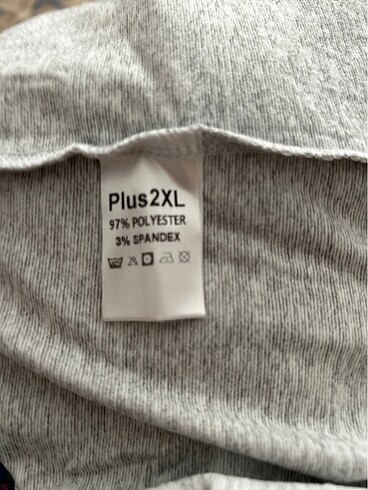 Plus2XL
97% POLYESTER
3% SPANDEX